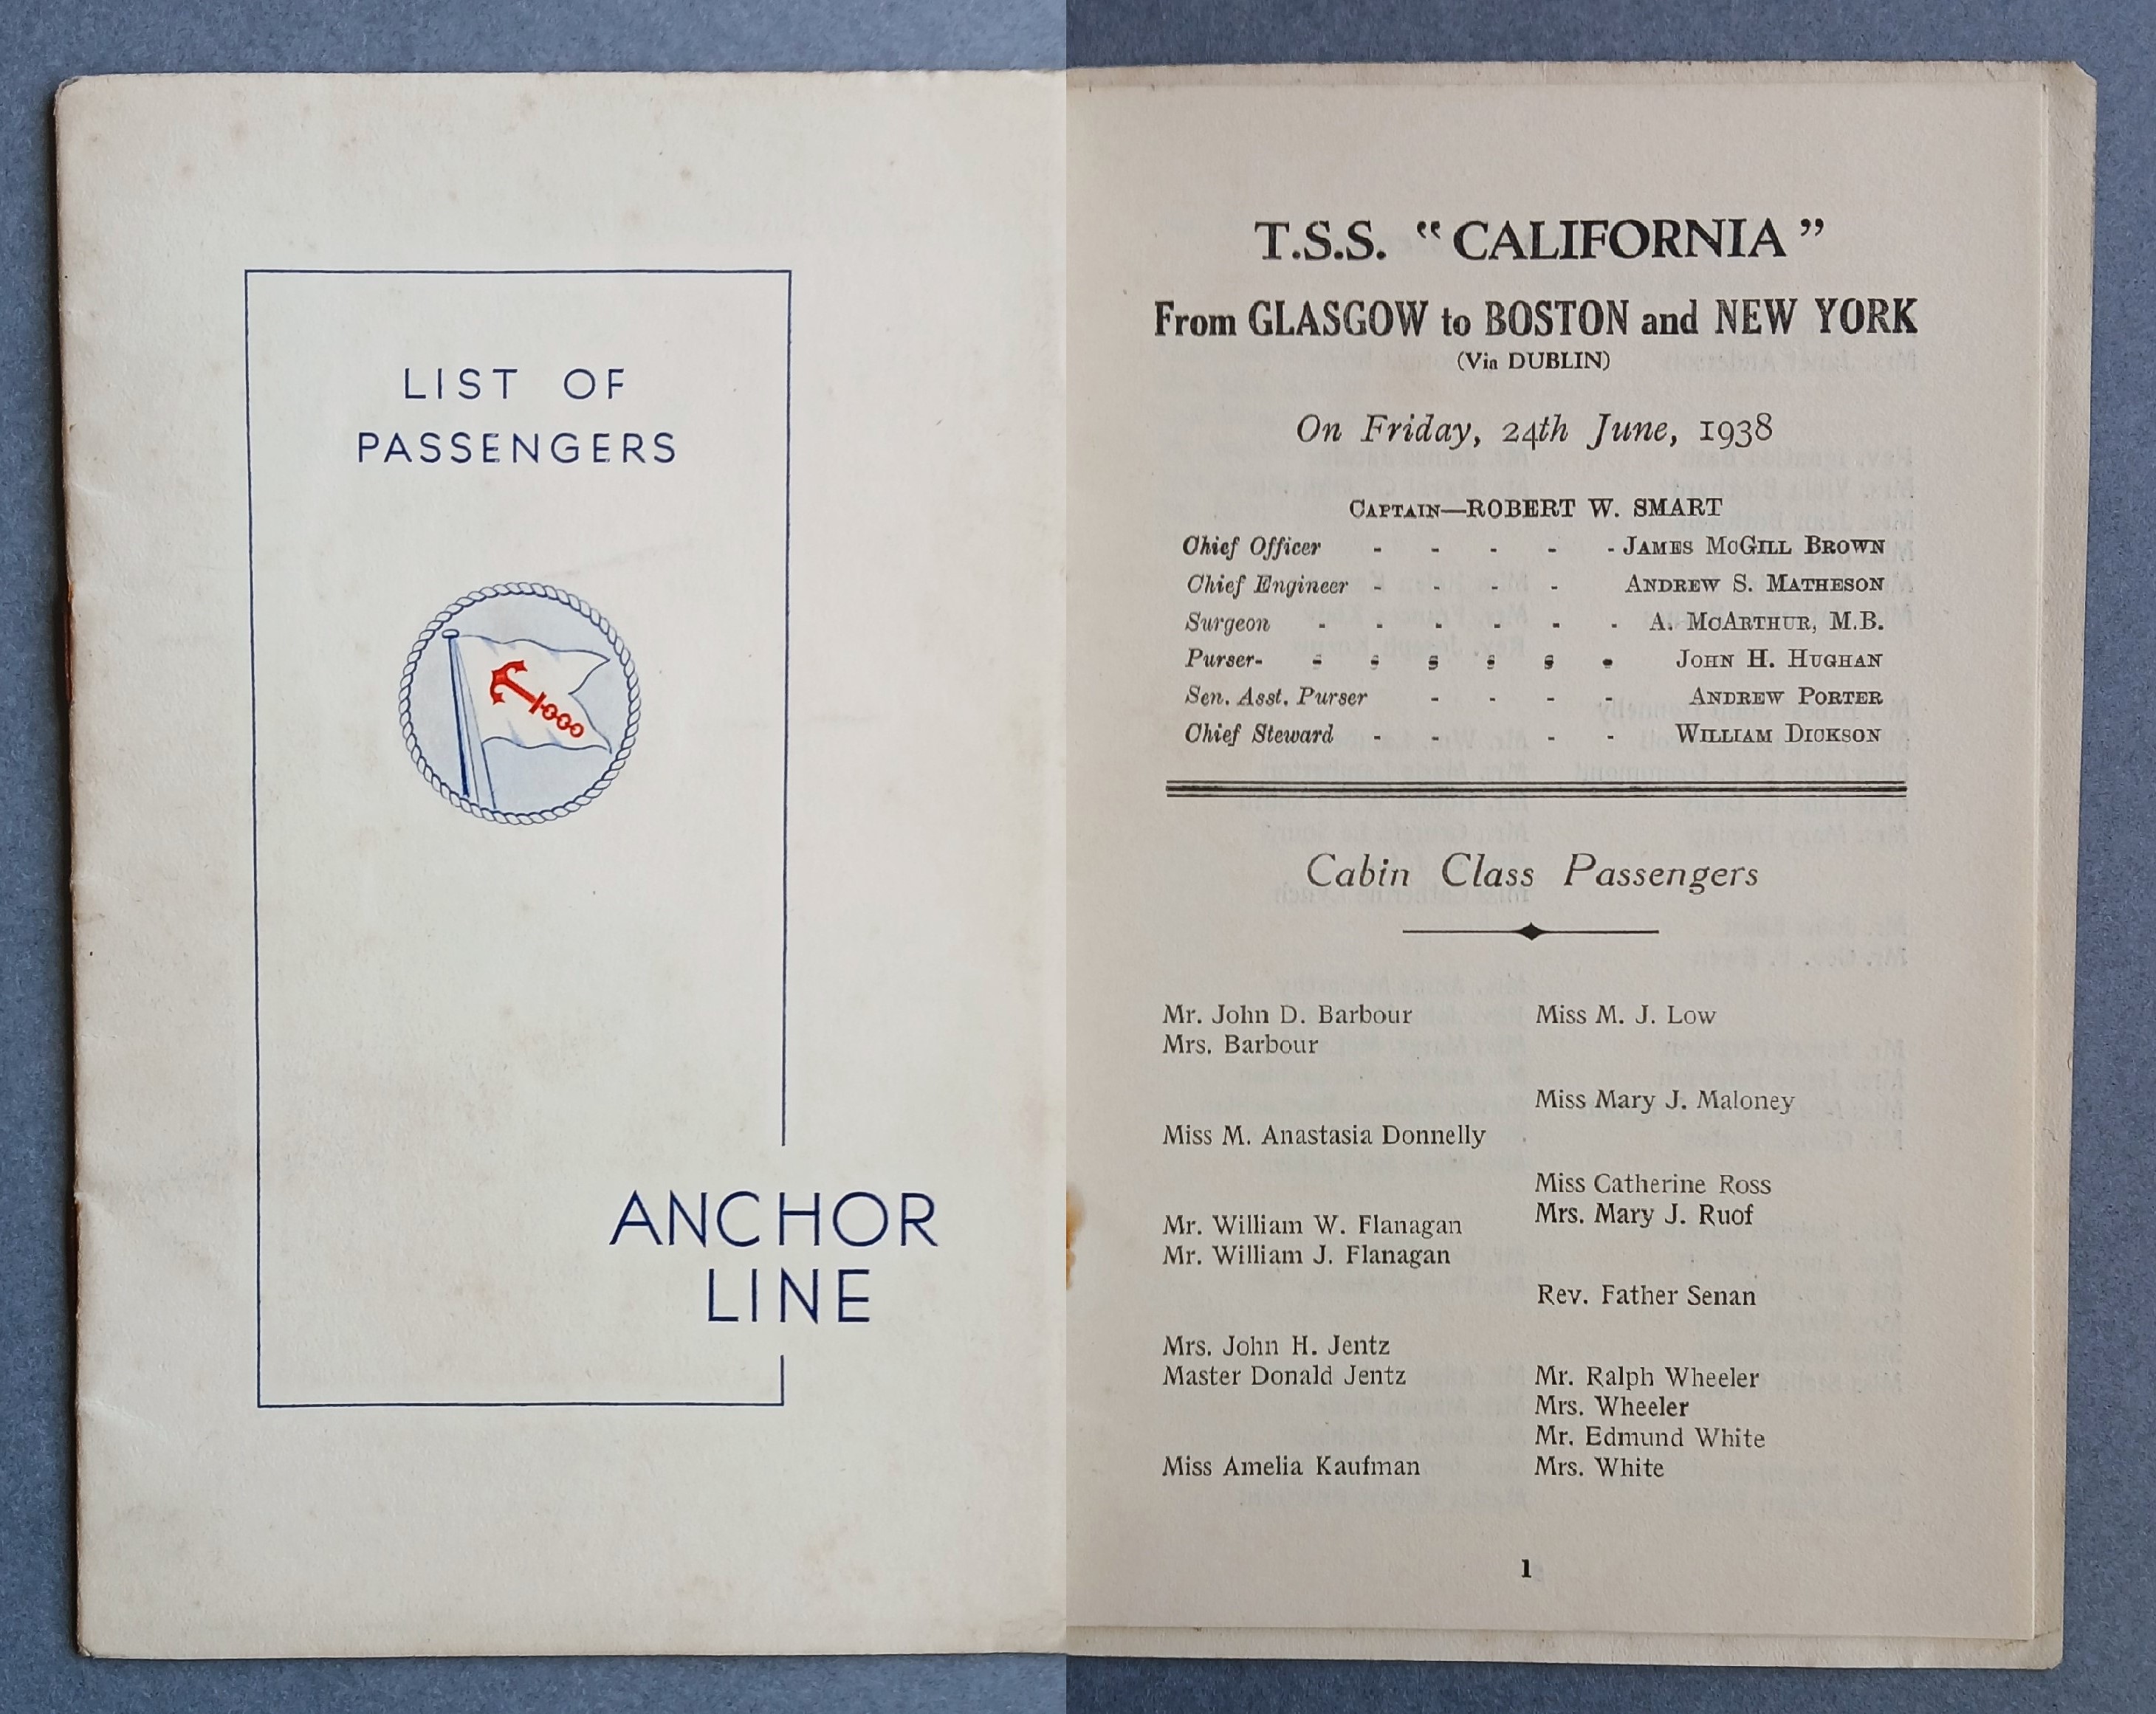 LIST OF
PASSENGERS
ANCHOR
LINE
T.S.S. “CALIFORNIA”
From GLASGOW to BOSTON and NEW YORK
(Via DUBLIN)
On Friday, 24th June, 1938
CAPTAIN—ROBERT W. SMART
Chief Officer - - - - - JAMES MCGILL BROWN
Chief Engineer - - - - ANDREW S. MATHESON
Surgeon - - - - - - A. MCARTHUR, M.B.
Purser- - - - - - - JOHN H. HUGHAN
Sen. Asst. Purser - - - - ANDREW PORTER
Chief Steward - - - - WILLIAM DICKSON
Cabin Class Passengers
Mr. John D. Barbour
Mrs. Barbour
Miss M. Anastasia Donnelly
Mr. William W. Flanagan
Mr. William J. Flanagan
Mrs. John H. Jentz
Master Donald Jentz
Miss Amelia Kaufman
Miss M. J. Low
Miss Mary J. Maloney
Miss Catherine Ross
Mrs. Mary J. Ruof
Rev. Father Senan
Mr. Ralph Wheeler
Mrs. Wheeler
Mr. Edmund White
Mrs. White
1